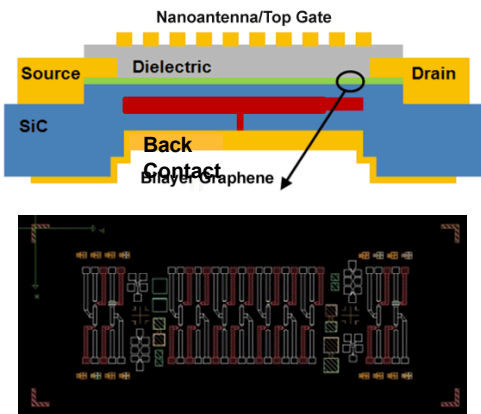 Nanoantenna/Top Gate
Source
Dielectric
Drain
SiC
Back
Contact
Bilayer Graphene